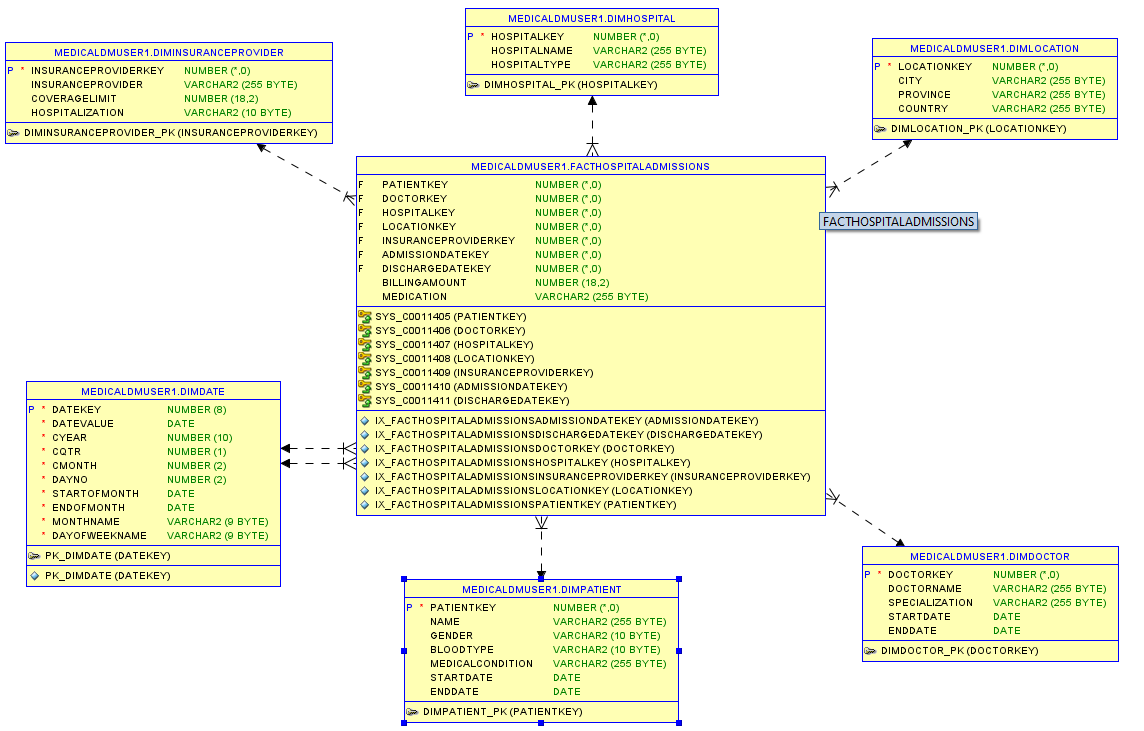 MEDICALDMUSER1.DIMHOSPITAL
P * HOSPITALKEY NUMBER (*,0)
HOSPITALNAME VARCHAR2 (255 BYTE)
HOSPITALTYPE VARCHAR2 (255 BYTE)
DIMHOSPITAL_PK (HOSPITALKEY)
MEDICALDMUSER1.DIMINSURANCEPROVIDER
P * INSURANCEPROVIDERKEY NUMBER (*,0)
INSURANCEPROVIDER VARCHAR2 (255 BYTE)
COVERAGELIMIT NUMBER (18,2)
HOSPITALIZATION VARCHAR2 (10 BYTE)
DIMINSURANCEPROVIDER_PK (INSURANCEPROVIDERKEY)
MEDICALDMUSER1.DIMLOCATION
P * LOCATIONKEY NUMBER (*,0)
CITY VARCHAR2 (255 BYTE)
PROVINCE VARCHAR2 (255 BYTE)
COUNTRY VARCHAR2 (255 BYTE)
DIMLOCATION_PK (LOCATIONKEY)
MEDICALDMUSER1.FACTHOSPITALADMISSIONS
F PATIENTKEY NUMBER (*,0)
F DOCTORKEY NUMBER (*,0)
F HOSPITALKEY NUMBER (*,0)
F LOCATIONKEY NUMBER (*,0)
F INSURANCEPROVIDERKEY NUMBER (*,0)
F ADMISSIONDATEKEY NUMBER (*,0)
F DISCHARGEDATEKEY NUMBER (*,0)
BILLINGAMOUNT NUMBER (18,2)
MEDICATION VARCHAR2 (255 BYTE)
SYS_C0011405 (PATIENTKEY)
SYS_C0011406 (DOCTORKEY)
SYS_C0011407 (HOSPITALKEY)
SYS_C0011408 (LOCATIONKEY)
SYS_C0011409 (INSURANCEPROVIDERKEY)
SYS_C0011410 (ADMISSIONDATEKEY)
SYS_C0011411 (DISCHARGEDATEKEY)
IX_FACTHOSPITALADMISSIONSADMISSIONDATEKEY (ADMISSIONDATEKEY)
IX_FACTHOSPITALADMISSIONSDISCHARGEDATEKEY (DISCHARGEDATEKEY)
IX_FACTHOSPITALADMISSIONSDOCTORKEY (DOCTORKEY)
IX_FACTHOSPITALADMISSIONSHOSPITALKEY (HOSPITALKEY)
IX_FACTHOSPITALADMISSIONSINSURANCEPROVIDERKEY (INSURANCEPROVIDERKEY)
IX_FACTHOSPITALADMISSIONSLOCATIONKEY (LOCATIONKEY)
IX_FACTHOSPITALADMISSIONSPATIENTKEY (PATIENTKEY)
FACTHOSPITALADMISSIONS
MEDICALDMUSER1.DIMDATE
P * DATEKEY NUMBER (8)
* DATEVALUE DATE
* CYEAR NUMBER (10)
* CQTR NUMBER (1)
* CMONTH NUMBER (2)
* DAYNO NUMBER (2)
* STARTOFMONTH DATE
* ENDOFMONTH DATE
* MONTHNAME VARCHAR2 (9 BYTE)
* DAYOFWEEKNAME VARCHAR2 (9 BYTE)
PK_DIMDATE (DATEKEY)
PK_DIMDATE (DATEKEY)
MEDICALDMUSER1.DIMPATIENT
P * PATIENTKEY NUMBER (*,0)
NAME VARCHAR2 (255 BYTE)
GENDER VARCHAR2 (10 BYTE)
BLOODTYPE VARCHAR2 (10 BYTE)
MEDICALCONDITION VARCHAR2 (255 BYTE)
STARTDATE DATE
ENDDATE DATE
DIMPATIENT_PK (PATIENTKEY)
MEDICALDMUSER1.DIMDOCTOR
P * DOCTORKEY NUMBER (*,0)
DOCTORNAME VARCHAR2 (255 BYTE)
SPECIALIZATION VARCHAR2 (255 BYTE)
STARTDATE DATE
ENDDATE DATE
DIMDOCTOR_PK (DOCTORKEY)